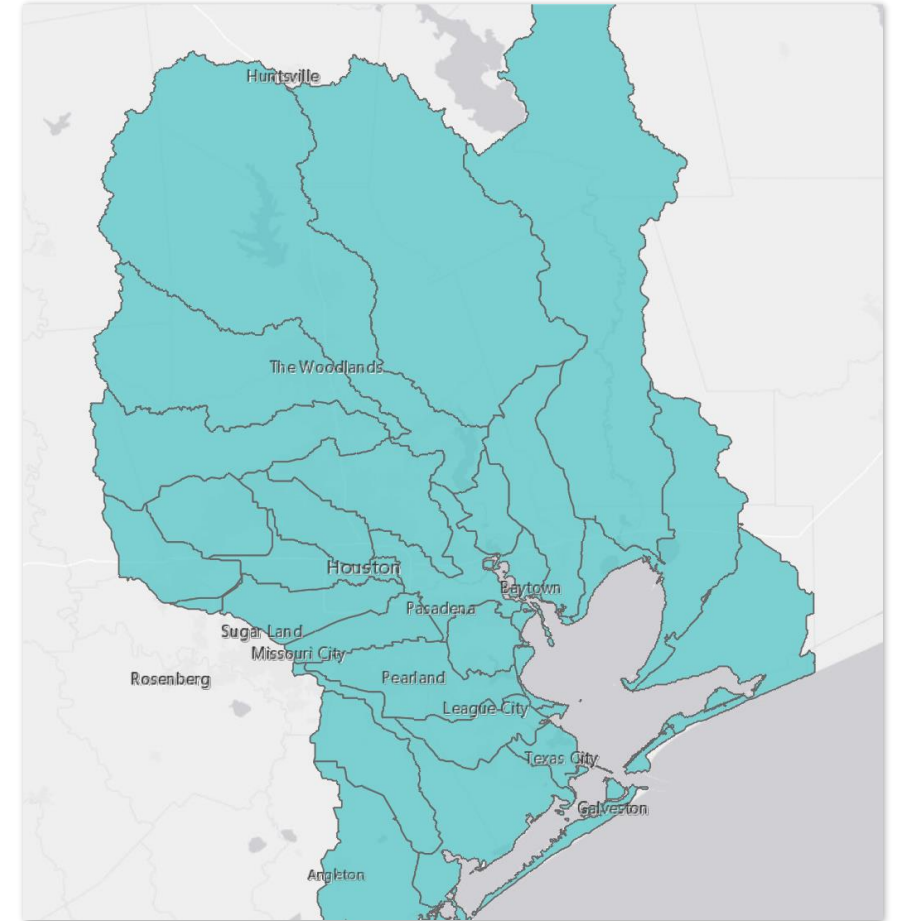 Huntsville
The Woodlands
Houston
Baytown
Pasadena
Sugar Land
Missouri City
Rosenberg
Pearland
League City
Texas City
Galveston
Angleton